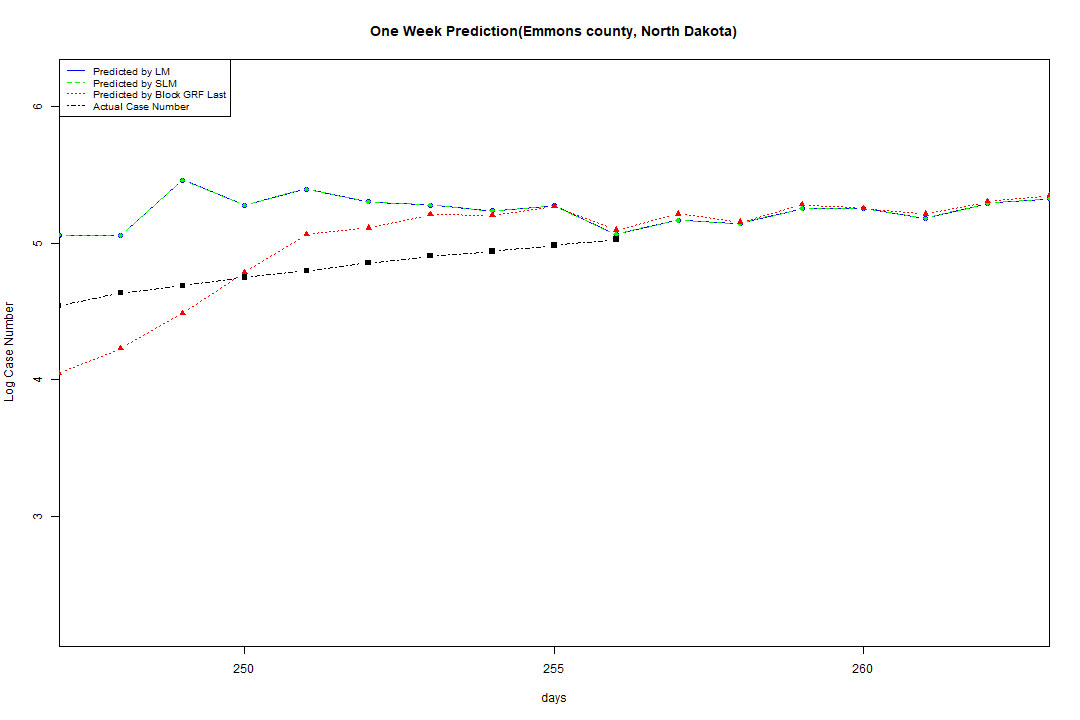 One Week Prediction(Emmons county, North Dakota)
Predicted by LM
Predicted by SLM
Predicted by Block GRF Last
Actual Case Number
6
5
4
3
Log Case Number
250
255
260
days